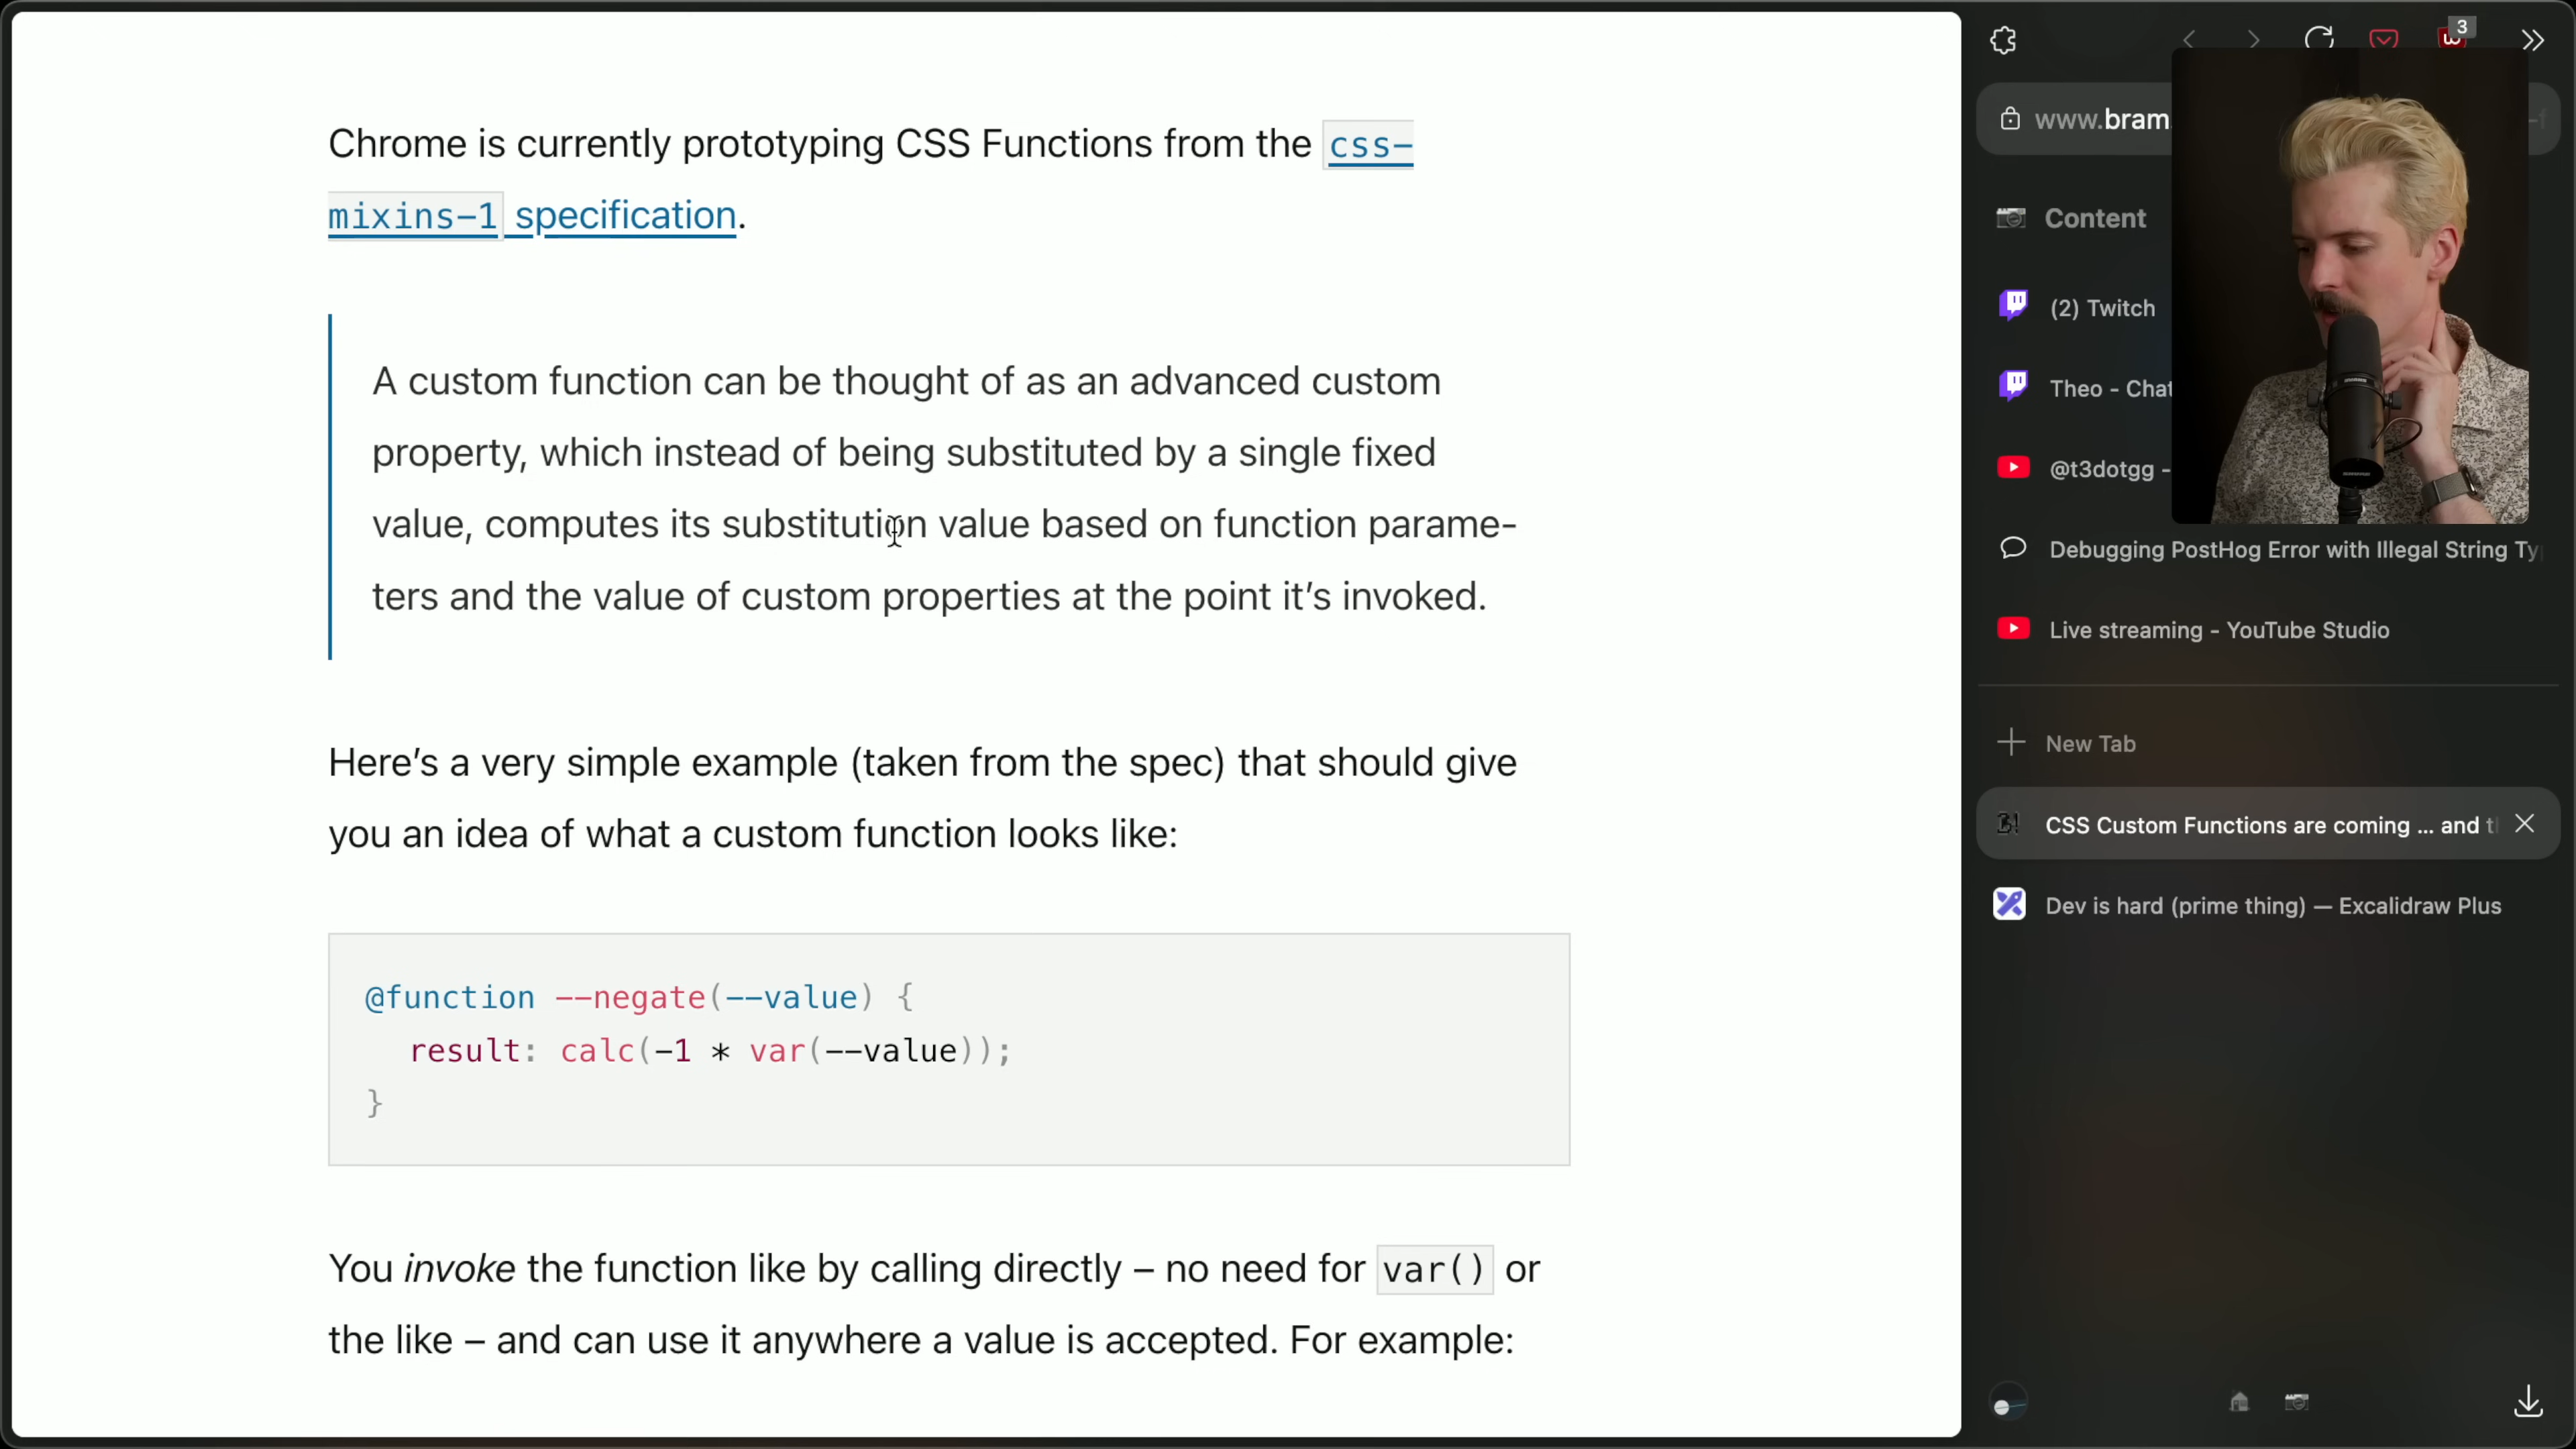 Chrome is currently prototyping CSS Functions from the css-
mixins-1 specification.
A custom function can be thought of as an advanced custom
property, which instead of being substituted by a single fixed
value, computes its substitution value based on function parame-
ters and the value of custom properties at the point it's invoked.
Here's a very simple example (taken from the spec) that should give
you an idea of what a custom function looks like:
@function --negate(--value) {
result: calc(-1 * var(--value));
}
You invoke the function like by calling directly – no need for var() or
the like – and can use it anywhere a value is accepted. For example:
3
www.bram
Content
(2) Twitch
Theo - Chat
@t3dotgg -
Debugging PostHog Error with Illegal String Ty
Live streaming - YouTube Studio
New Tab
CSS Custom Functions are coming ... and t
Dev is hard (prime thing) — Excalidraw Plus